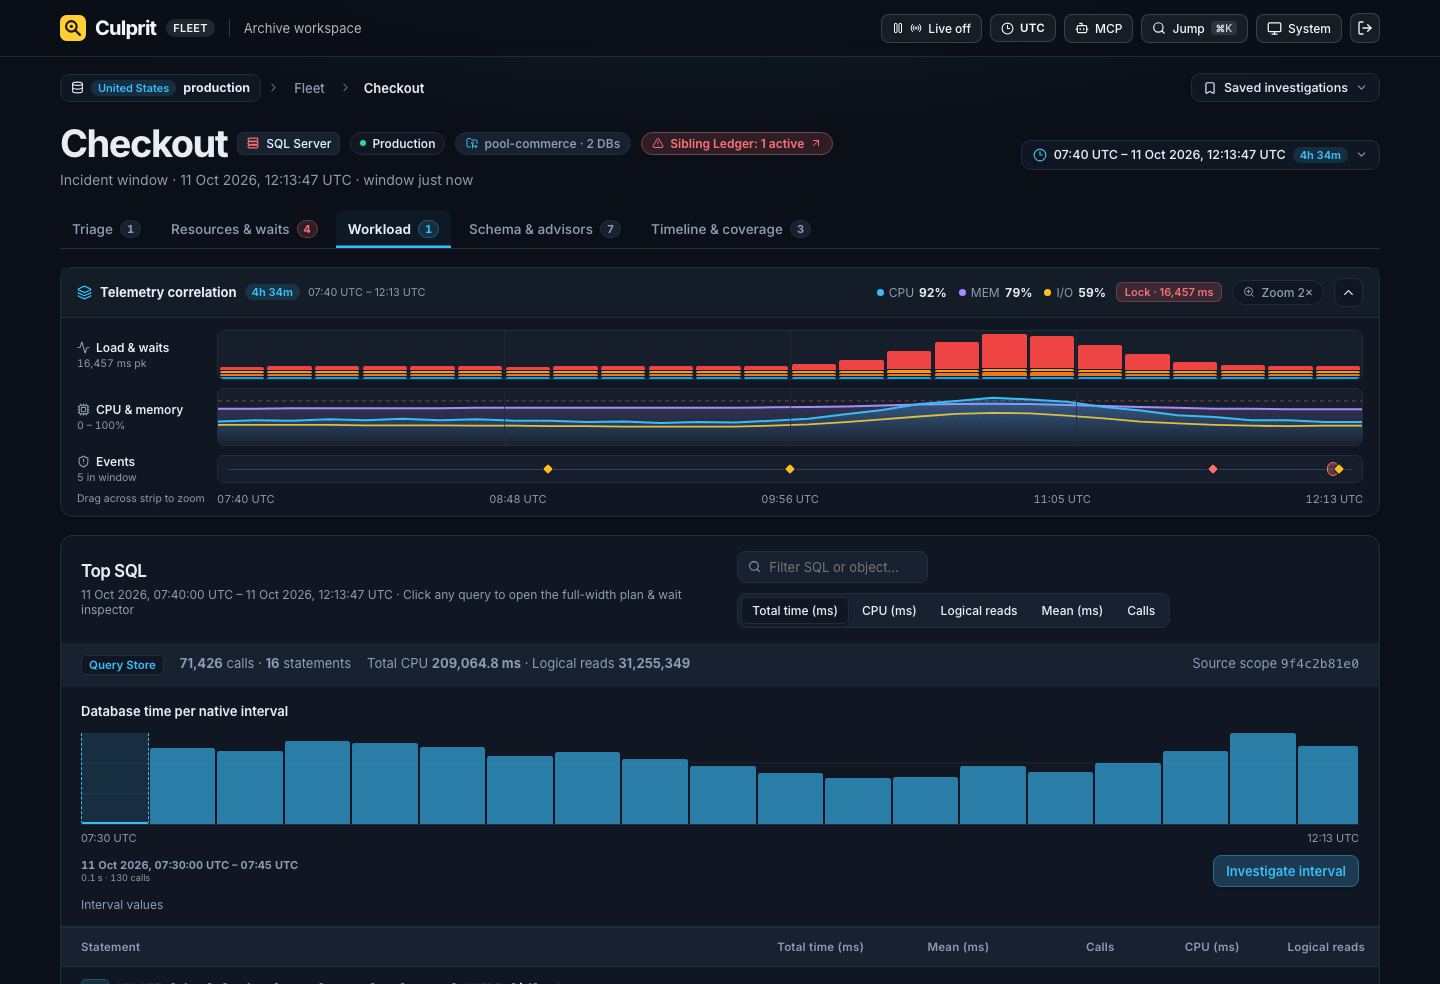 Culprit FLEET Archive workspace Live off UTC MCP Jump ⌘K System
United States production Fleet Checkout Saved investigations
Checkout SQL Server Production pool-commerce · 2 DBs Sibling Ledger: 1 active 07:40 UTC – 11 Oct 2026, 12:13:47 UTC 4h 34m
Incident window · 11 Oct 2026, 12:13:47 UTC · window just now
Triage 1 Resources & waits 4 Workload 1 Schema & advisors 7 Timeline & coverage 3
Telemetry correlation 4h 34m 07:40 UTC – 12:13 UTC CPU 92% MEM 79% I/O 59% Lock · 16,457 ms Zoom 2×
Load & waits
16,457 ms pk
CPU & memory
0 – 100%
Events
5 in window
Drag across strip to zoom 07:40 UTC 08:48 UTC 09:56 UTC 11:05 UTC 12:13 UTC
Top SQL
11 Oct 2026, 07:40:00 UTC – 11 Oct 2026, 12:13:47 UTC · Click any query to open the full-width plan & wait
inspector
Filter SQL or object...
Total time (ms) CPU (ms) Logical reads Mean (ms) Calls
Query Store 71,426 calls · 16 statements Total CPU 209,064.8 ms · Logical reads 31,255,349 Source scope 9f4c2b81e0
Database time per native interval
07:30 UTC 12:13 UTC
11 Oct 2026, 07:30:00 UTC – 07:45 UTC
0.1 s · 130 calls
Investigate interval
Interval values
Statement Total time (ms) Mean (ms) Calls CPU (ms) Logical reads